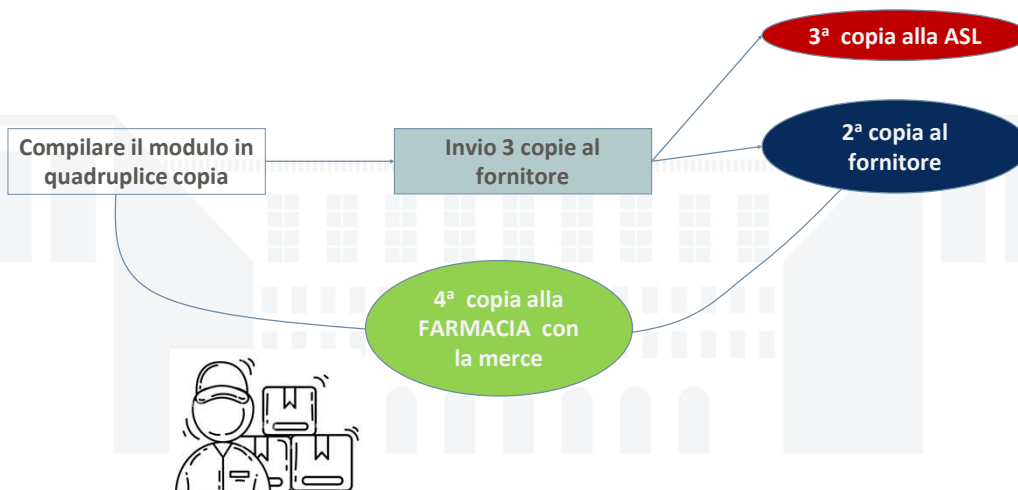 3ª copia alla ASL
Compilare il modulo in
quadruplice copia
Invio 3 copie al
fornitore
2ª copia al
fornitore
4ª copia alla
FARMACIA con
la merce